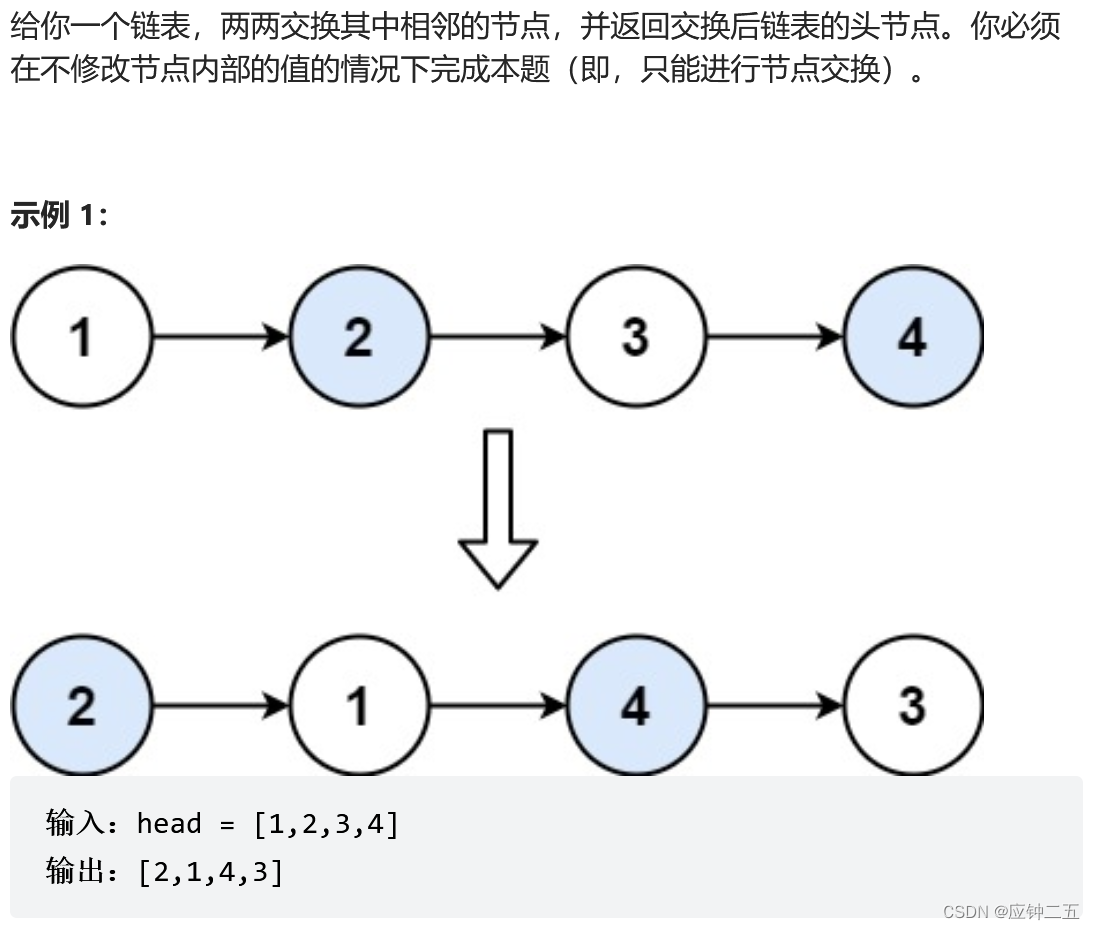 给你一个链表，两两交换其中相邻的节点，并返回交换后链表的头节点。你必须
在不修改节点内部的值的情况下完成本题（即，只能进行节点交换）。
示例 1：
1 2 3 4
2 1 4 3
输入：head = [1,2,3,4]
输出：[2,1,4,3]
CSDN @应钟二五